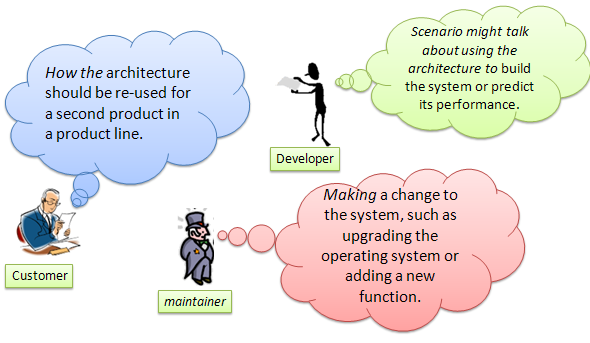 How the architecture
should be re-used for
a second product in
a product line.
Customer
Scenario might talk
about using the
architecture to build
the system or predict
its performance.
Developer
Making a change to
the system, such as
upgrading the
operating system or
adding a new
function.
maintainer